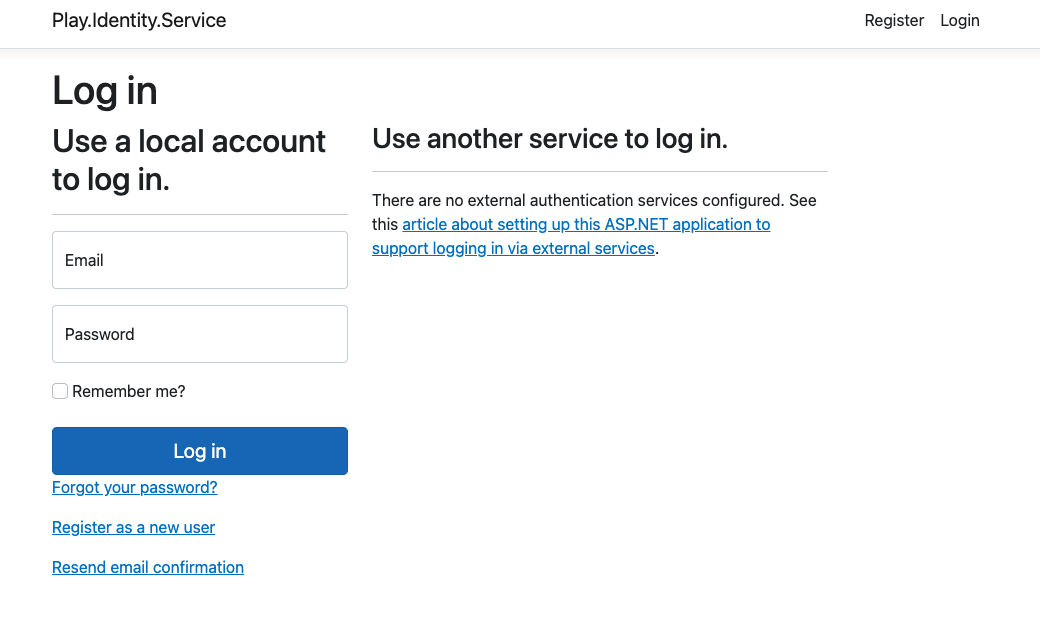 Play.Identity.Service
Register
Login
Log in
Use a local account
to log in.
Email
Password
Remember me?
Log in
Forgot your password?
Register as a new user
Resend email confirmation
Use another service to log in.
There are no external authentication services configured. See
this article about setting up this ASP.NET application to
support logging in via external services.